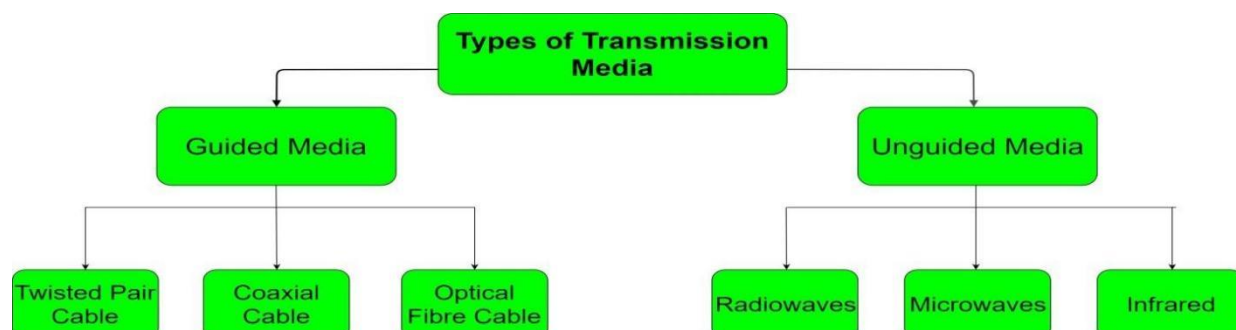 Types of Transmission
Media
Guided Media
Unguided Media
Twisted Pair
Cable
Coaxial
Cable
Optical
Fibre Cable
Radiowaves
Microwaves
Infrared